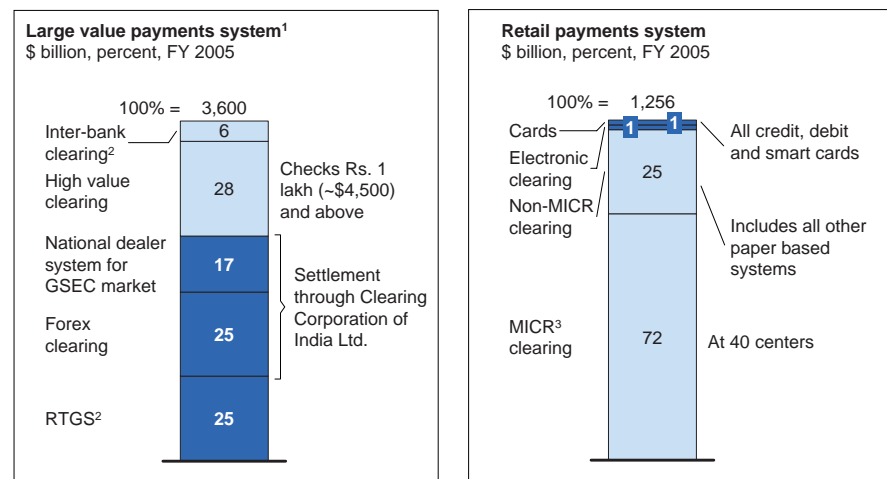 Large value payments system¹
$ billion, percent, FY 2005
100% = 3,600
Inter-bank
clearing²
6
High value
clearing
28
Checks Rs. 1
lakh (~$4,500)
and above
National dealer
system for
GSEC market
17
Forex
clearing
25
Settlement
through Clearing
Corporation of
India Ltd.
RTGS²
25
Retail payments system
$ billion, percent, FY 2005
100% = 1,256
Cards
1
1
All credit, debit
and smart cards
Electronic
clearing
Non-MICR
clearing
25
Includes all other
paper based
systems
MICR³
clearing
72
At 40 centers